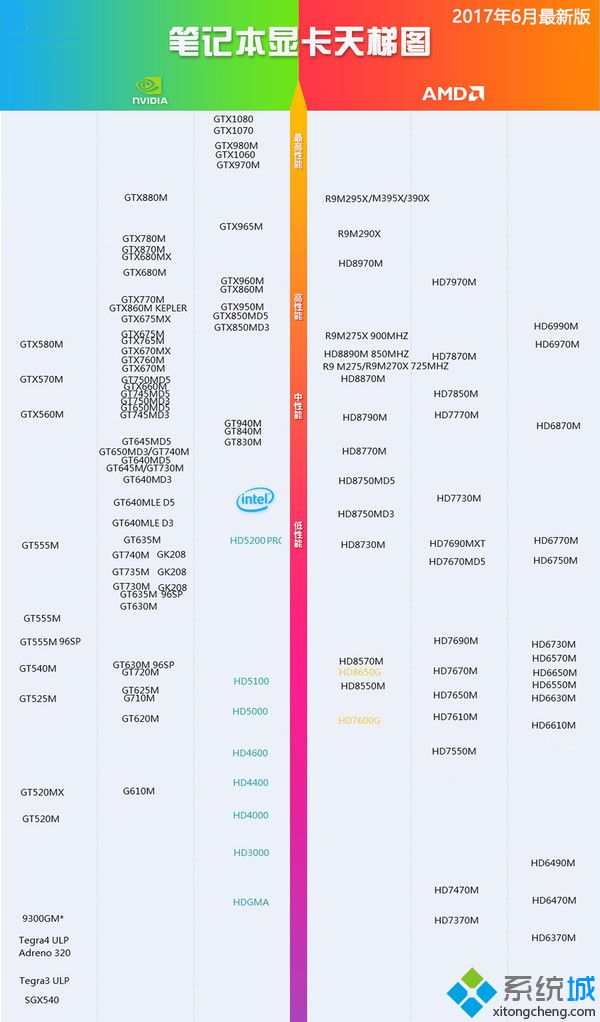 2017年6月最新版
笔记本显卡天梯图
NVIDIA
AMD
最高性能
高性能
中性能
低性能
GTX580M
GTX570M
GTX560M
GT555M
GT555M
GT555M 96SP
GT540M
GT525M
GT520MX
GT520M
9300GM*
Tegra4 ULP
Adreno 320
Tegra3 ULP
SGX540
GTX880M
GTX780M
GTX870M
GTX680MX
GTX680M
GTX770M
GTX860M KEPLER
GTX675MX
GTX675M
GTX765M
GTX670MX
GTX760M
GTX670M
GT750MD5
GTX660M
GT745MD5
GT750MD3
GT650MD5
GT745MD3
GT645MD5
GT650MD3/GT740M
GT640MD5
GT645M/GT730M
GT640MD3
GT640MLE D5
GT640MLE D3
GT635M
GT740M GK208
GT735M GK208
GT730M GK208
GT635M 96SP
GT630M
GT630M 96SP
GT720M
GT625M
G710M
GT620M
G610M
GTX1080
GTX1070
GTX980M
GTX1060
GTX970M
GTX965M
GTX960M
GTX860M
GTX950M
GTX850MD5
GTX850MD3
GT940M
GT840M
GT830M
intel
HD5200 PRO
HD5100
HD5000
HD4600
HD4400
HD4000
HD3000
HDGMA
R9M295X/M395X/390X
R9M290X
HD8970M
R9M275X 900MHZ
HD8890M 850MHZ
R9 M275/R9M270X 725MHZ
HD8870M
HD8790M
HD8770M
HD8750MD5
HD8750MD3
HD8730M
HD8570M
HD8650G
HD8550M
HD7600G
HD7970M
HD7870M
HD7850M
HD7770M
HD7730M
HD7690MXT
HD7670MD5
HD7690M
HD7670M
HD7650M
HD7610M
HD7550M
HD7470M
HD7370M
HD6990M
HD6970M
HD6870M
HD6770M
HD6750M
HD6730M
HD6570M
HD6650M
HD6550M
HD6630M
HD6610M
HD6490M
HD6470M
HD6370M
系统城
xitongcheng.com